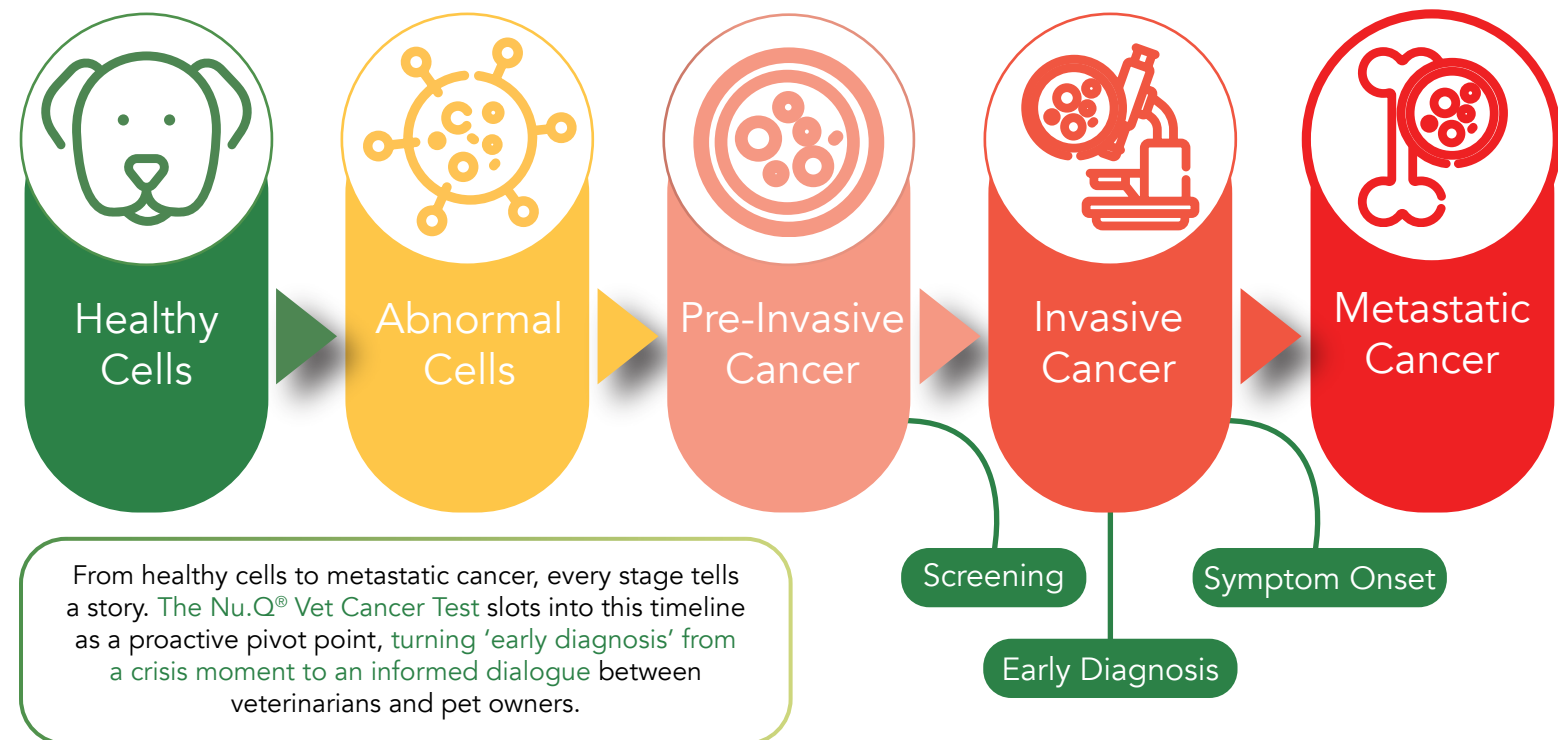 Healthy
Cells
Abnormal
Cells
Pre-Invasive
Cancer
Invasive
Cancer
Metastatic
Cancer
Screening
Early Diagnosis
Symptom Onset
From healthy cells to metastatic cancer, every stage tells
a story. The Nu.Q® Vet Cancer Test slots into this timeline
as a proactive pivot point, turning ‘early diagnosis’ from
a crisis moment to an informed dialogue between
veterinarians and pet owners.